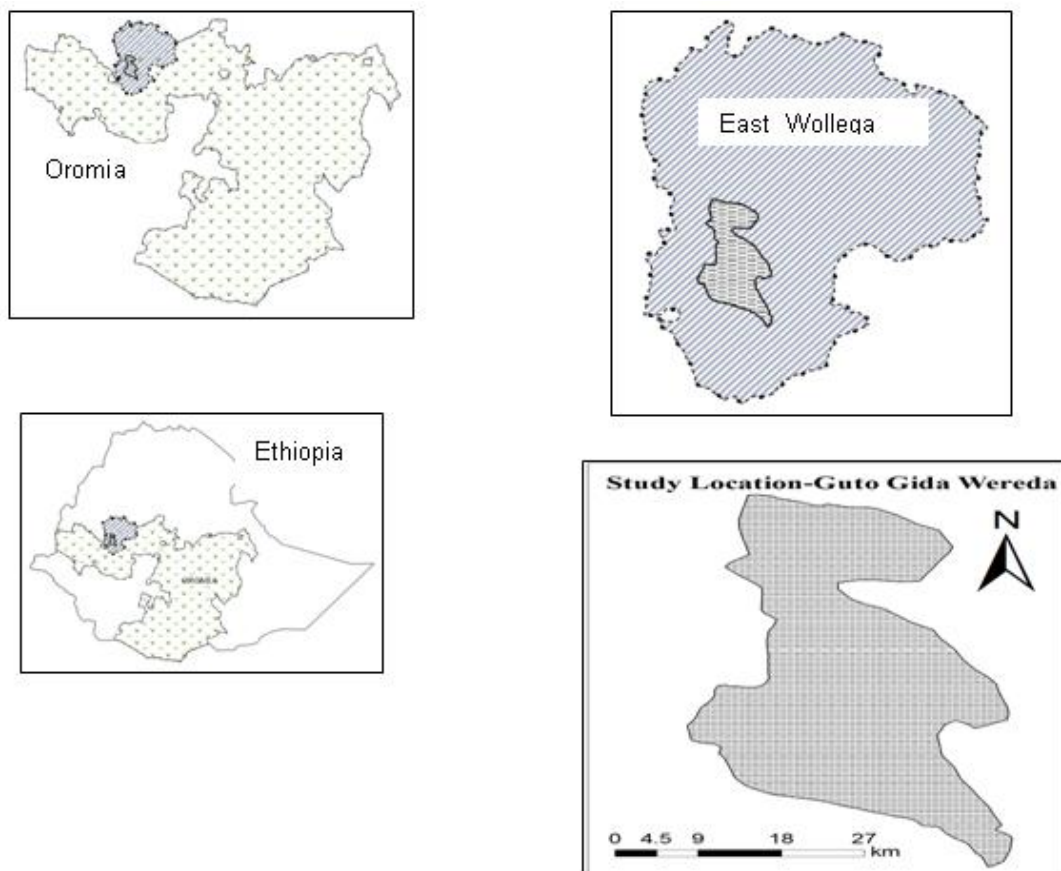 Oromia
East Wollega
Ethiopia
Study Location-Guto Gida Wereda
N
0 4.5 9 18 27
km